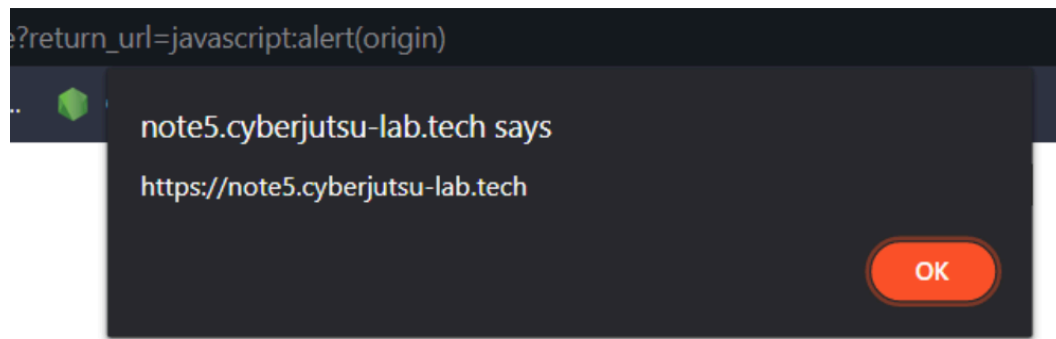 ?return_url=javascript:alert(origin)
..
note5.cyberjutsu-lab.tech says
https://note5.cyberjutsu-lab.tech
OK